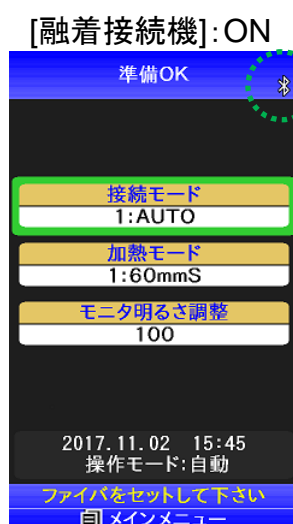 [融着接続機]:ON
準備OK
接続モード
1:AUTO
加熱モード
1:60mmS
モニタ明るさ調整
100
2017.11.02 15:45
操作モード:自動
ファイバをセットして下さい
メインメニュー